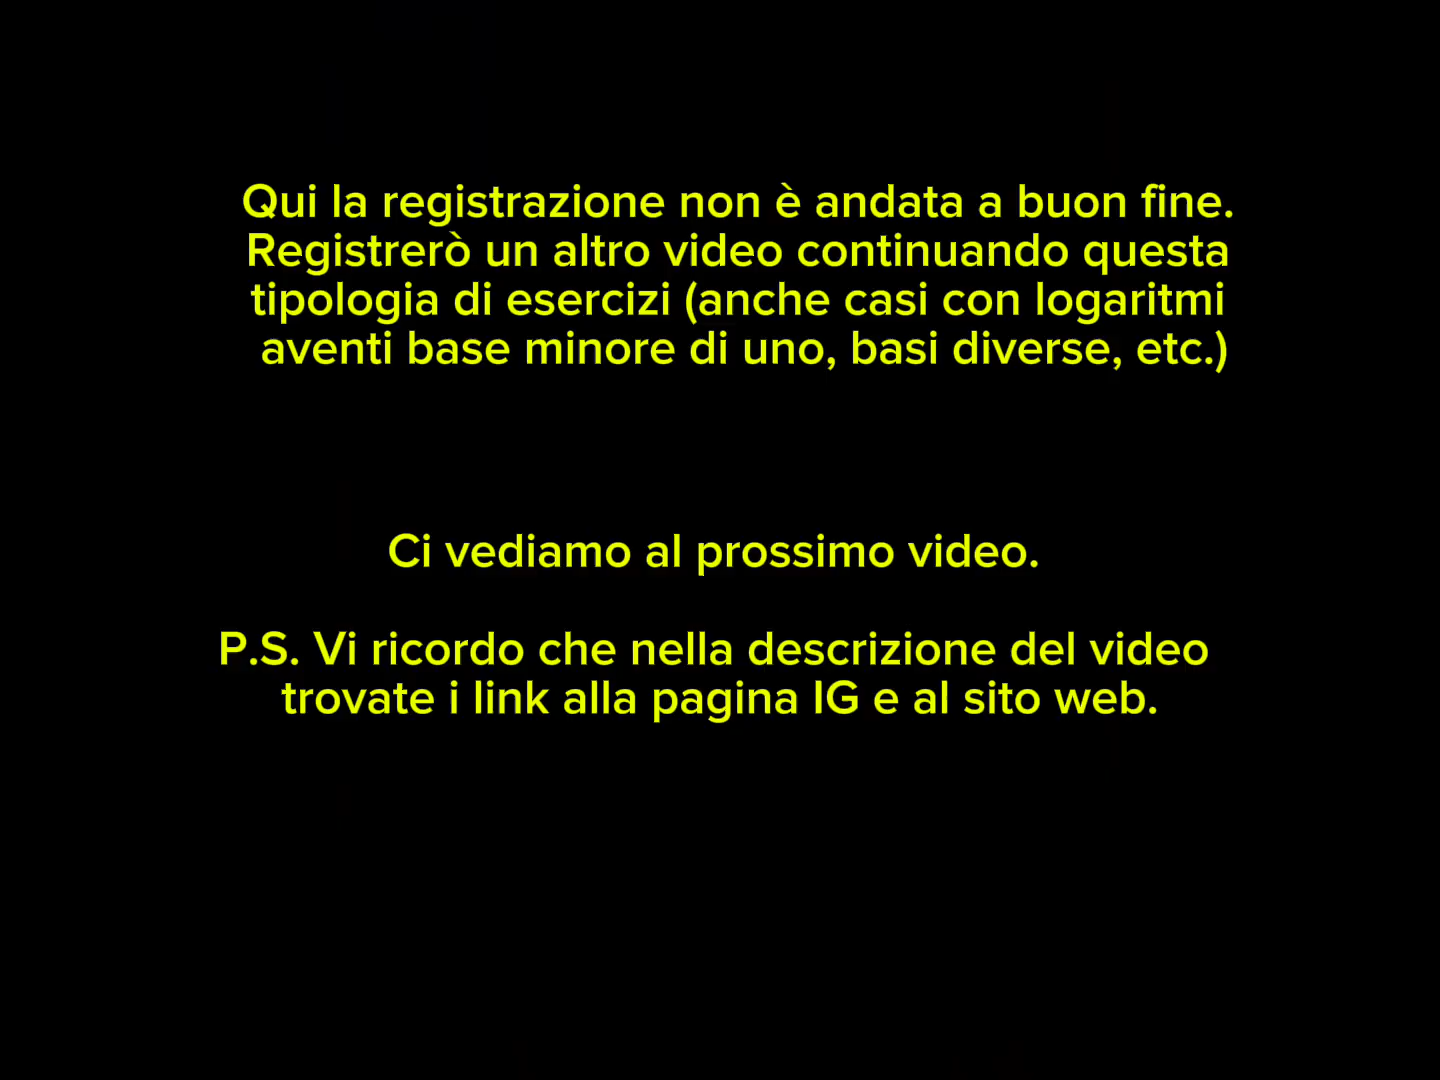 Qui la registrazione non è andata a buon fine.
Registrerò un altro video continuando questa
tipologia di esercizi (anche casi con logaritmi
aventi base minore di uno, basi diverse, etc.)
Ci vediamo al prossimo video.
P.S. Vi ricordo che nella descrizione del video
trovate i link alla pagina IG e al sito web.